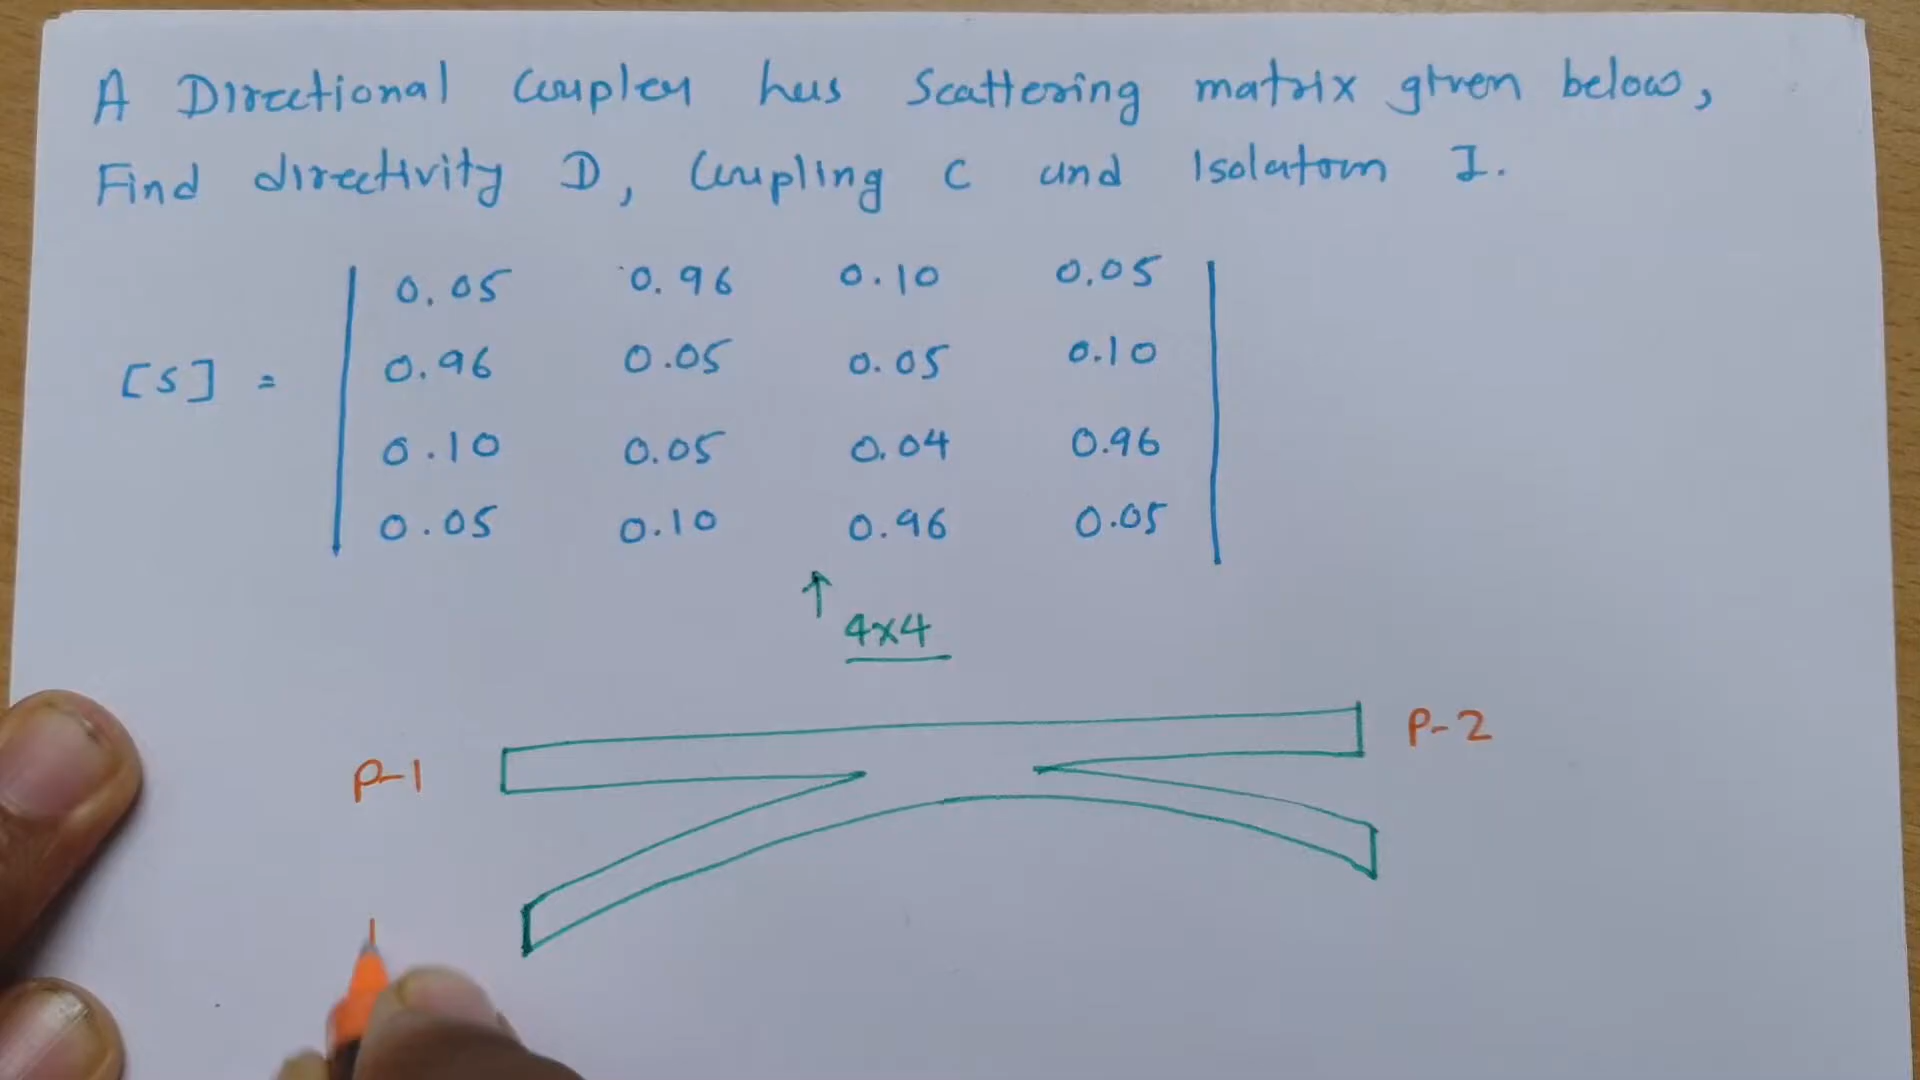 A Directional Coupler has Scattering matrix given below,
Find directivity D, Coupling C and Isolation I.
0.05 0.96 0.10 0.05
[S] = 0.96 0.05 0.05 0.10
0.10 0.05 0.04 0.96
0.05 0.10 0.96 0.05
↑ 4x4
P-1
P-2